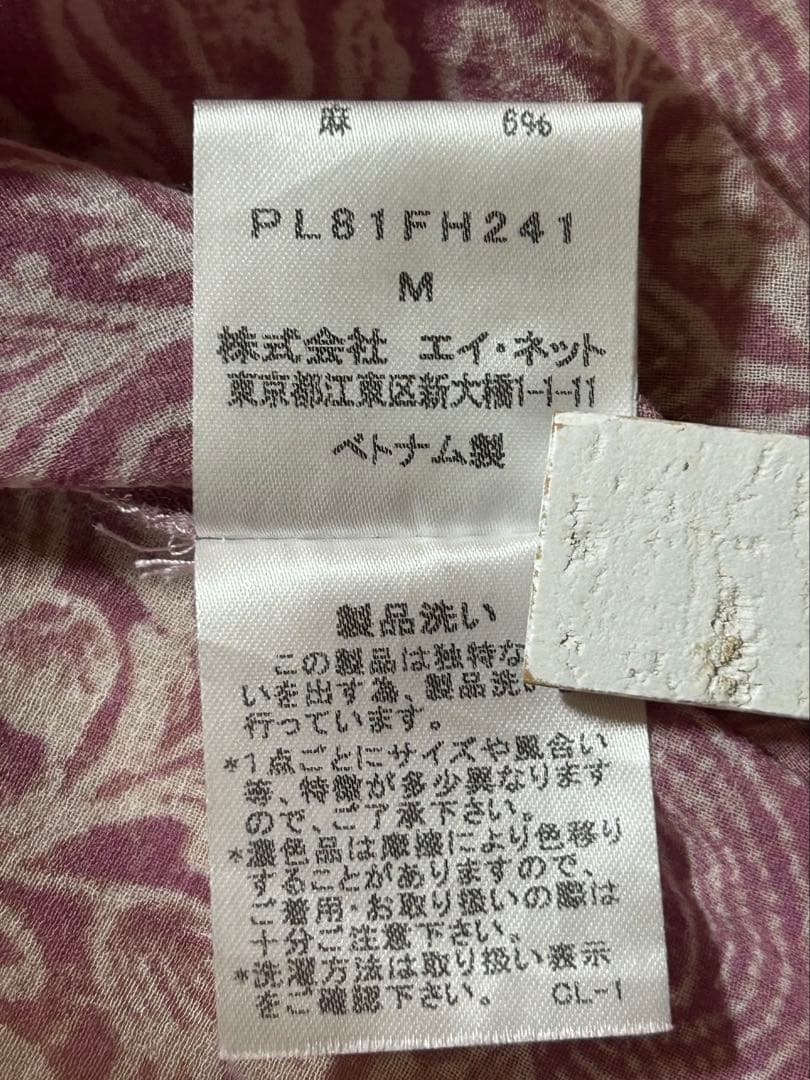 麻 6%
PL81FH241
M
株式会社 エイ・ネット
東京都江東区新大橋1-1-11
ベトナム製
製品洗い
この製品は独特な
いを出す為、製品洗い
行っています。
*1点ごとにサイズや風合い
等、特徴が多少異なります
ので、ご了承下さい。
*濃色品は摩擦により色移り
することがありますので、
ご着用・お取り扱いの際は
十分ご注意下さい。
*洗濯方法は取り扱い表示
をご確認下さい。 CL-1